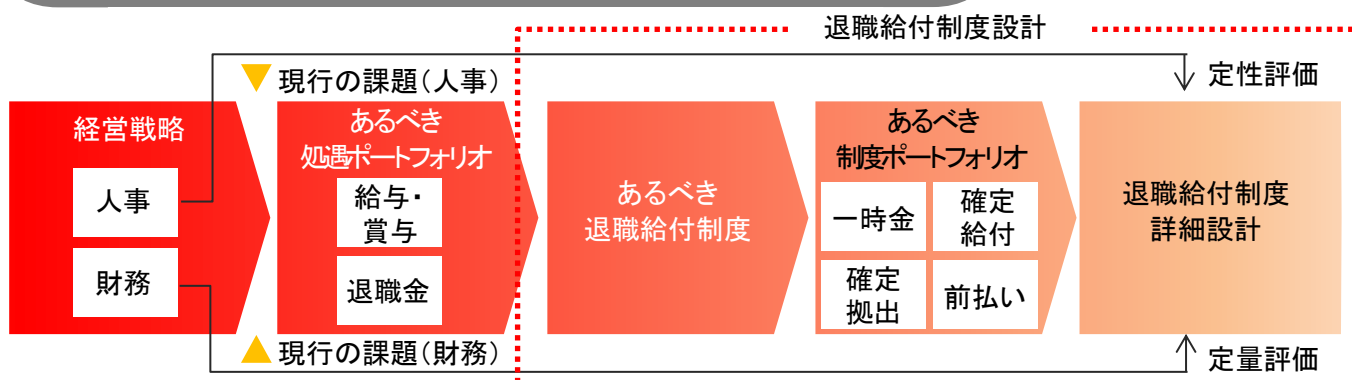 退職給付制度設計
現行の課題(人事)
定性評価
経営戦略
人事
財務
あるべき
処遇ポートフォリオ
給与・
賞与
退職金
あるべき
退職給付制度
あるべき
制度ポートフォリオ
一時金
確定
給付
確定
拠出
前払い
退職給付制度
詳細設計
現行の課題(財務)
定量評価